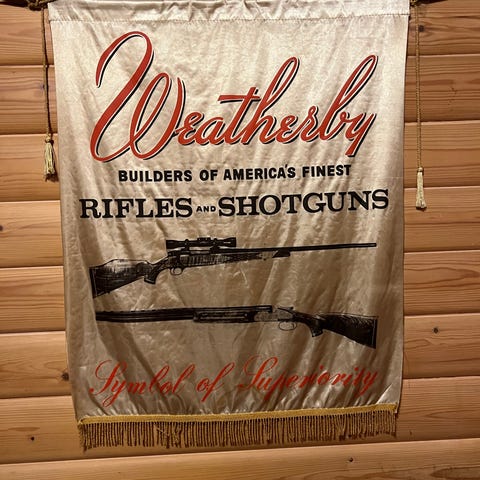 Weatherby
BUILDERS OF AMERICA'S FINEST
RIFLES AND SHOTGUNS
Symbol of Superiority